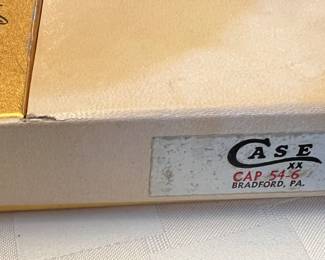 CASE
XX
CAP 54-6
BRADFORD, PA.